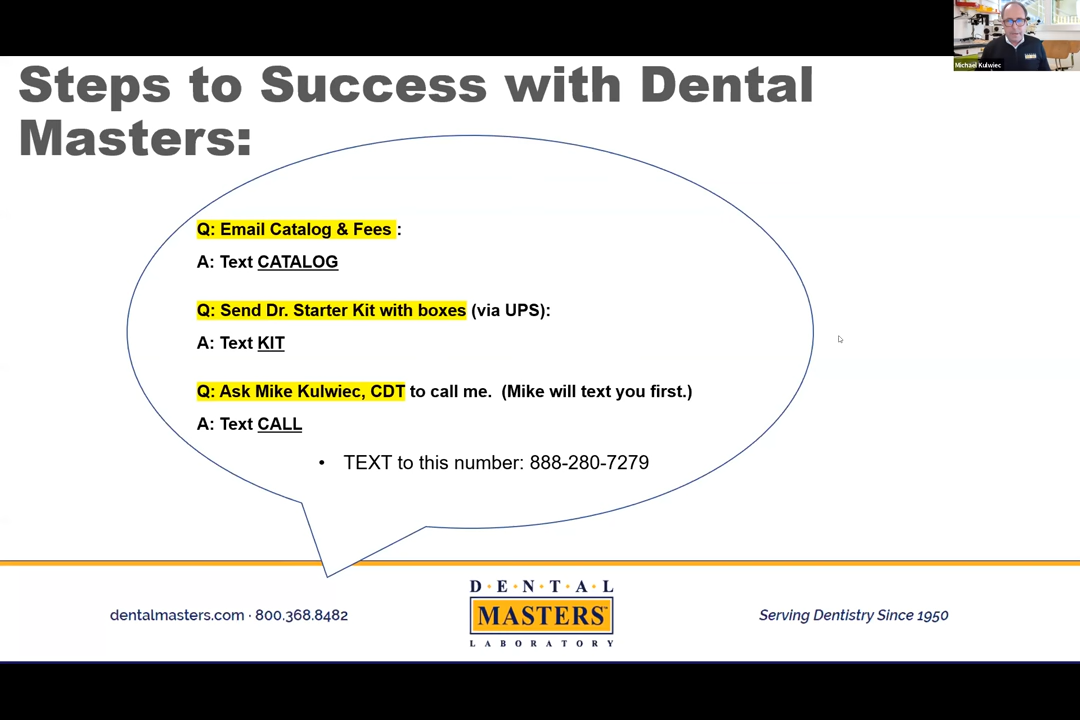 Michael Kulwiec
Steps to Success with Dental
Masters:
Q: Email Catalog & Fees :
A: Text CATALOG
Q: Send Dr. Starter Kit with boxes (via UPS):
A: Text KIT
Q: Ask Mike Kulwiec, CDT to call me. (Mike will text you first.)
A: Text CALL
• TEXT to this number: 888-280-7279
D·E·N·T·A·L
MASTERS™
LABORATORY
dentalmasters.com · 800.368.8482
Serving Dentistry Since 1950